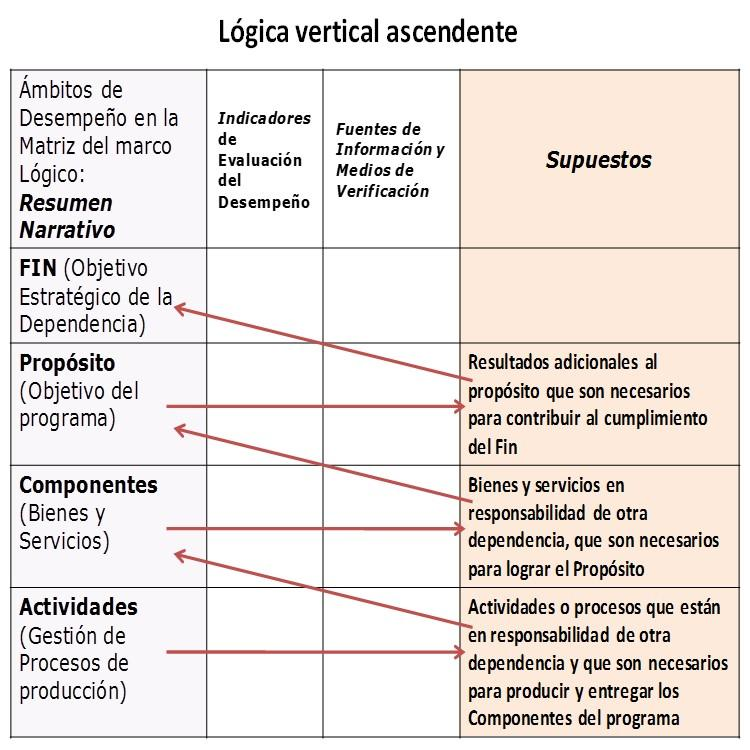 Lógica vertical ascendente
Ámbitos de
Desempeño en la
Matriz del marco
Lógico:
Resumen
Narrativo
Indicadores
de
Evaluación
del
Desempeño
Fuentes de
Información y
Medios de
Verificación
Supuestos
FIN (Objetivo
Estratégico de la
Dependencia)
Propósito
(Objetivo del
programa)
Resultados adicionales al
propósito que son necesarios
para contribuir al cumplimiento
del Fin
Componentes
(Bienes y
Servicios)
Bienes y servicios en
responsabilidad de otra
dependencia, que son necesarios
para lograr el Propósito
Actividades
(Gestión de
Procesos de
producción)
Actividades o procesos que están
en responsabilidad de otra
dependencia y que son necesarios
para producir y entregar los
Componentes del programa